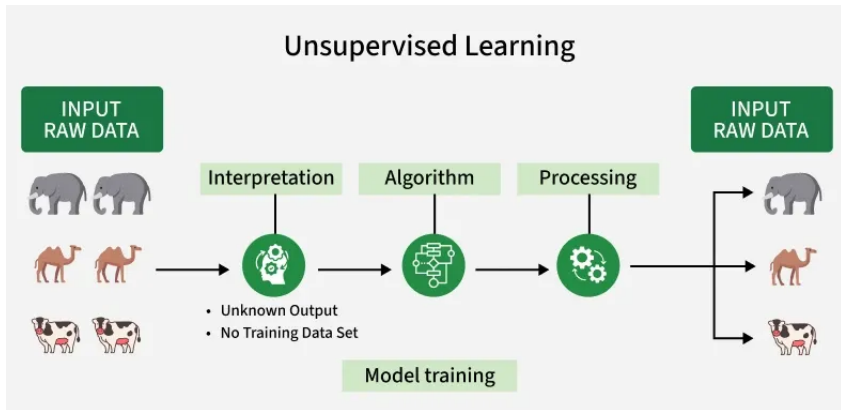 Unsupervised Learning
INPUT
RAW DATA
INPUT
RAW DATA
Interpretation
Algorithm
Processing
• Unknown Output
• No Training Data Set
Model training